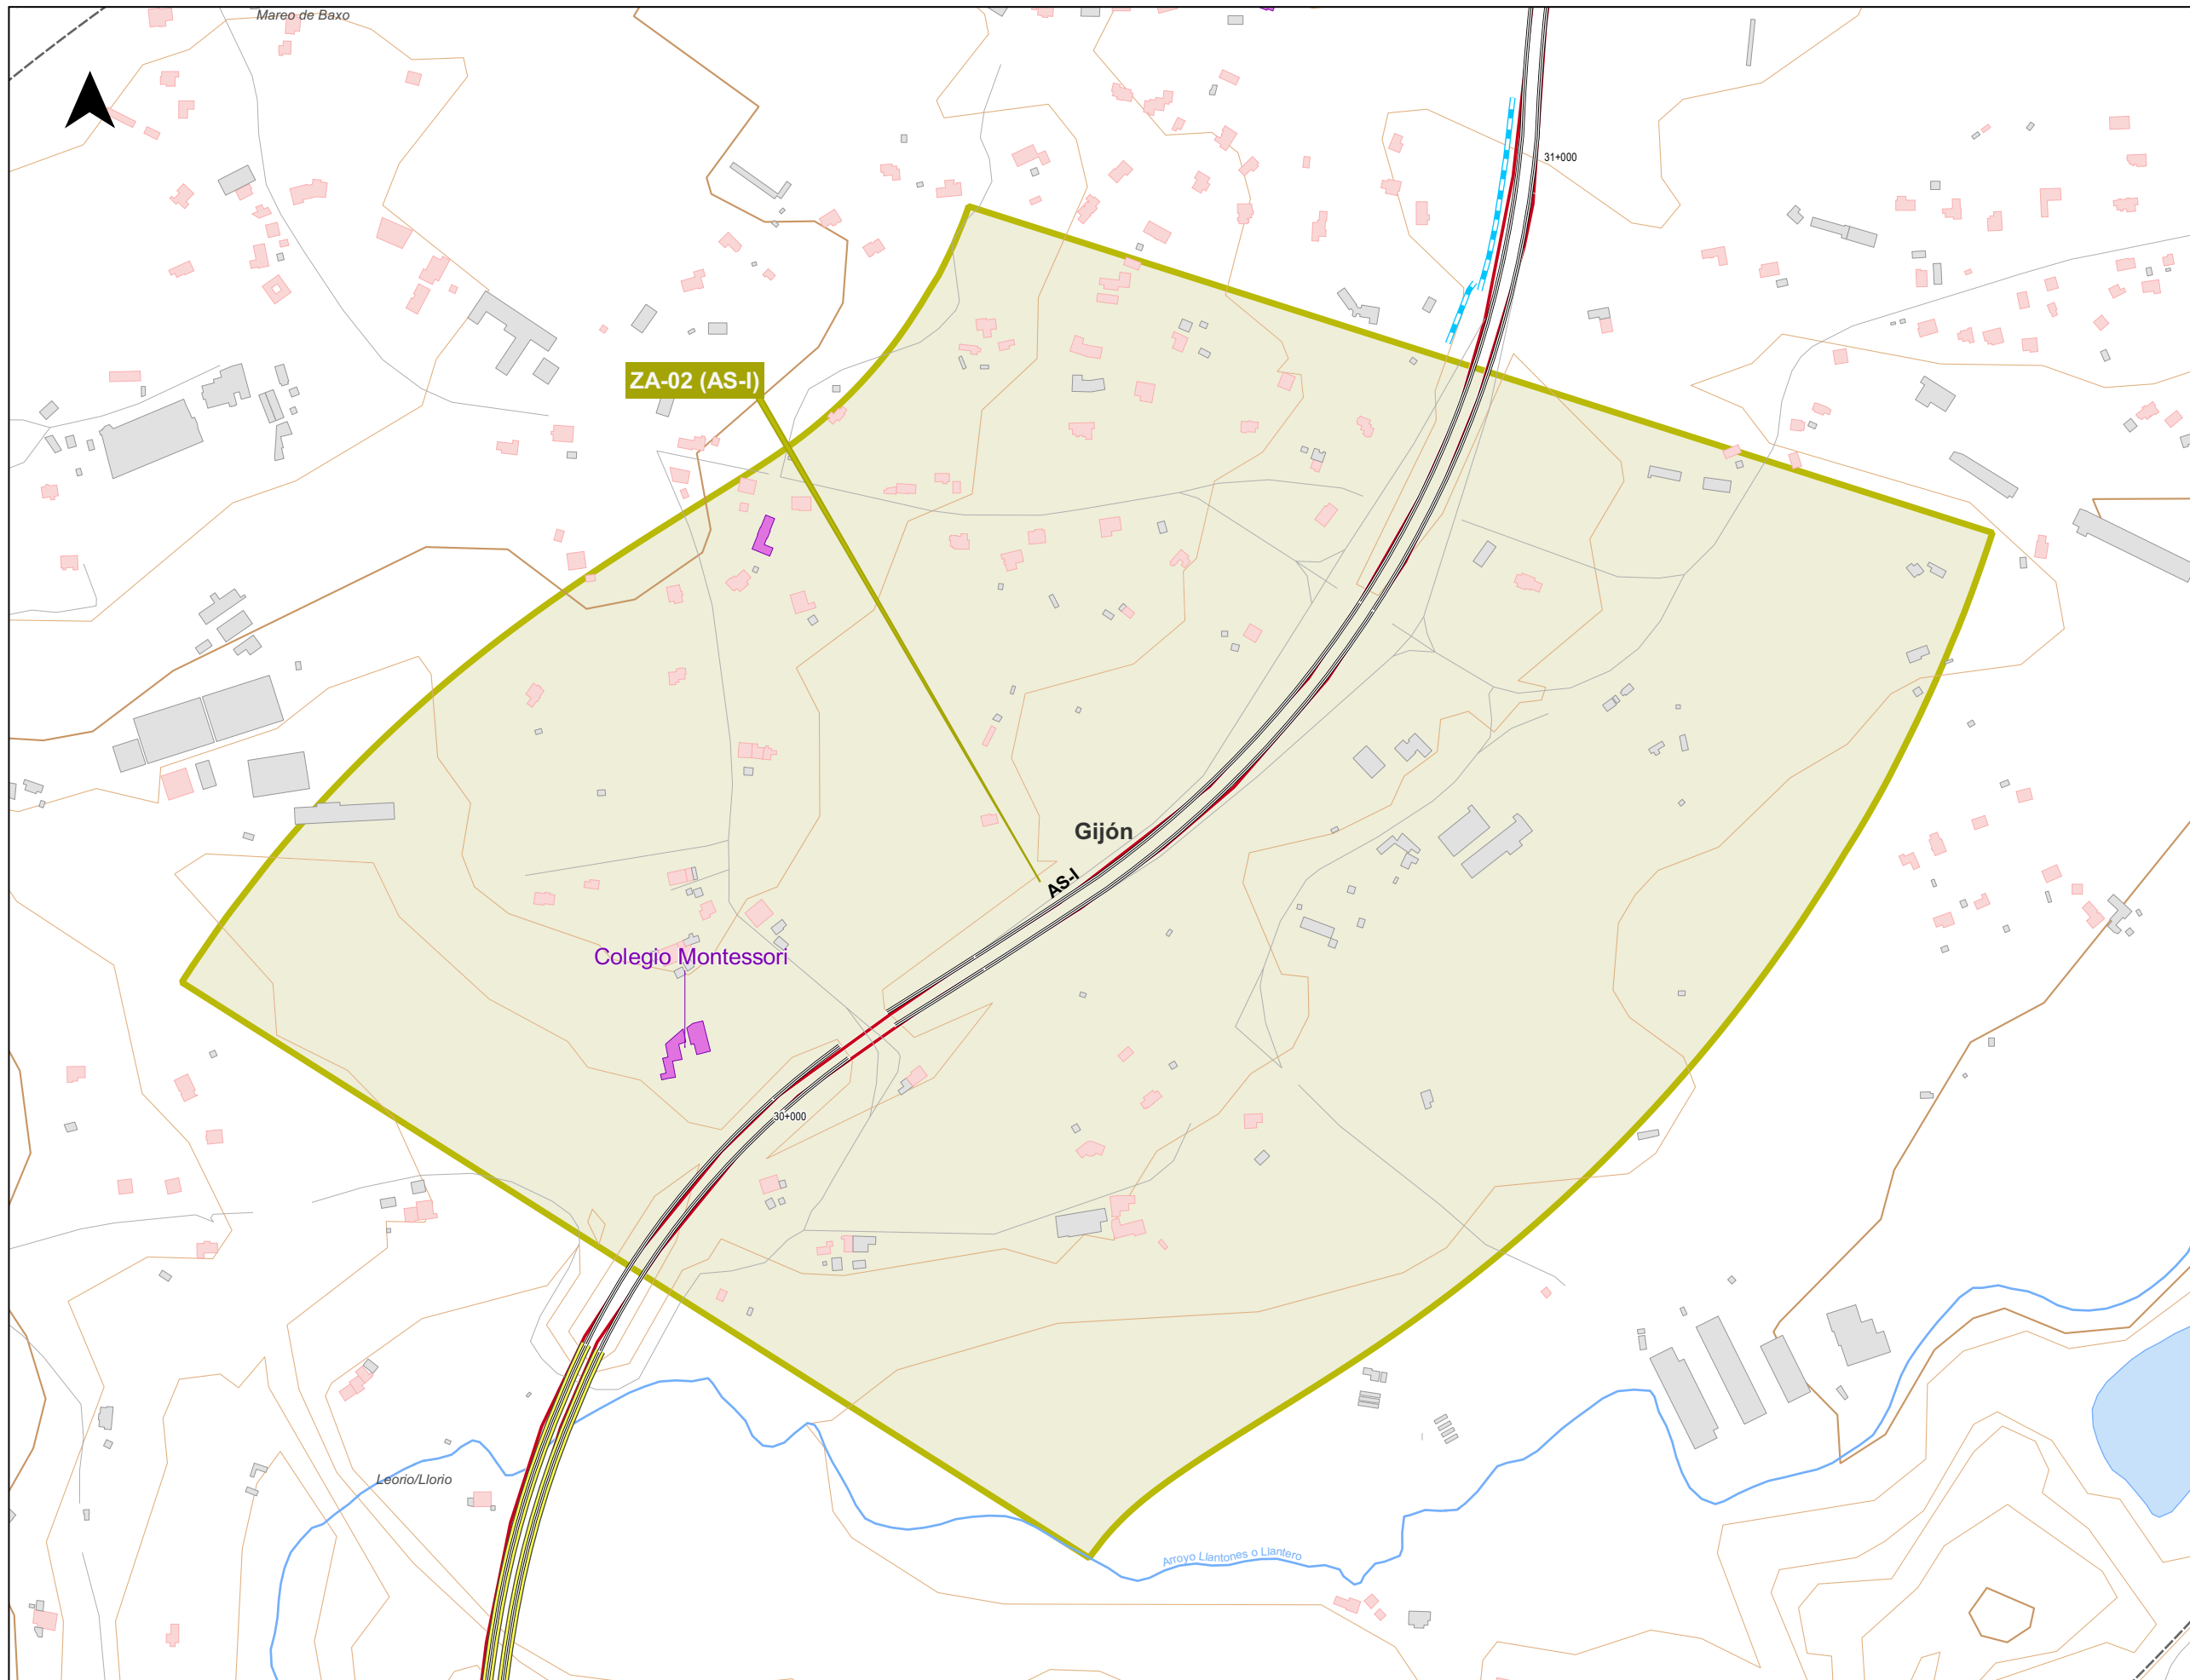 Mareo de Baxo
31+000
ZA-02 (AS-I)
Gijón
AS-I
Colegio Montessori
30+000
Leorio/Llorio
Arroyo Llantones o Llantero